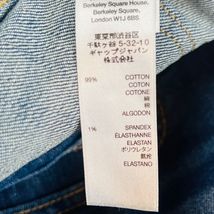 Berkeley Square House,
Berkeley Square,
London W1J 6BS
東京都渋谷区
千駄ヶ谷 5-32-10
ギャップジャパン
株式会社
99% COTTON
COTON
COTONE
綿
棉
ALGODON
1% SPANDEX
ÉLASTHANNE
ELASTAN
ポリウレタン
氨纶
ELASTANO